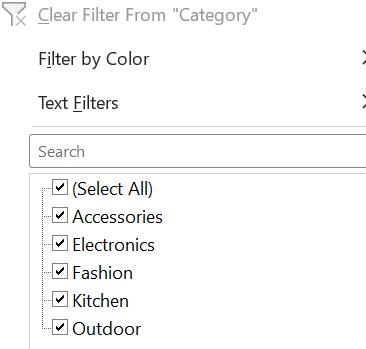 Clear Filter From "Category"
Filter by Color
Text Filters
Search
(Select All)
Accessories
Electronics
Fashion
Kitchen
Outdoor